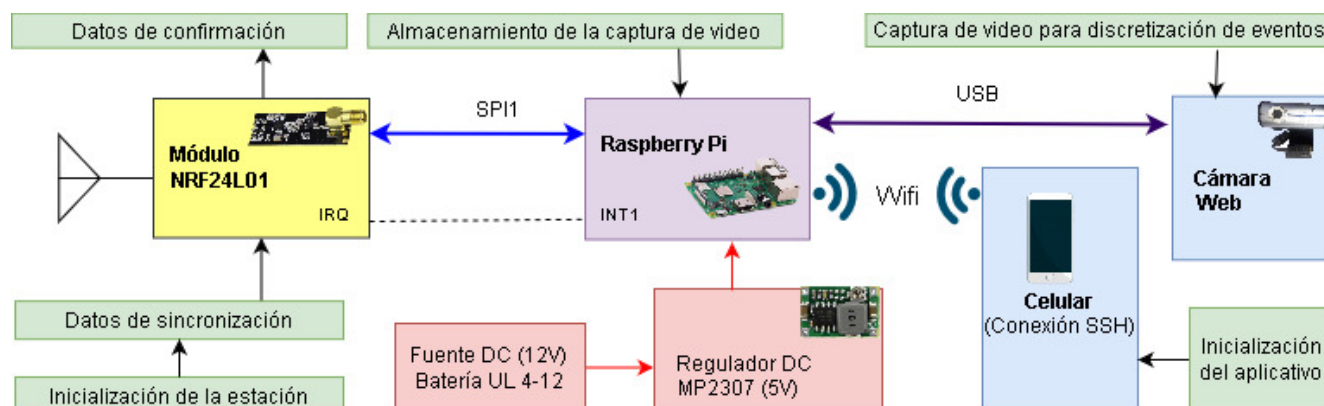 Datos de confirmación
Almacenamiento de la captura de video
Captura de video para discretización de eventos
SPI1
USB
Módulo
NRF24L01
IRQ
Raspberry Pi
INT1
Wifi
Cámara
Web
Celular
(Conexión SSH)
Datos de sincronización
Inicialización de la estación
Fuente DC (12V)
Batería UL 4-12
Regulador DC
MP2307 (5V)
Inicialización
del aplicativo